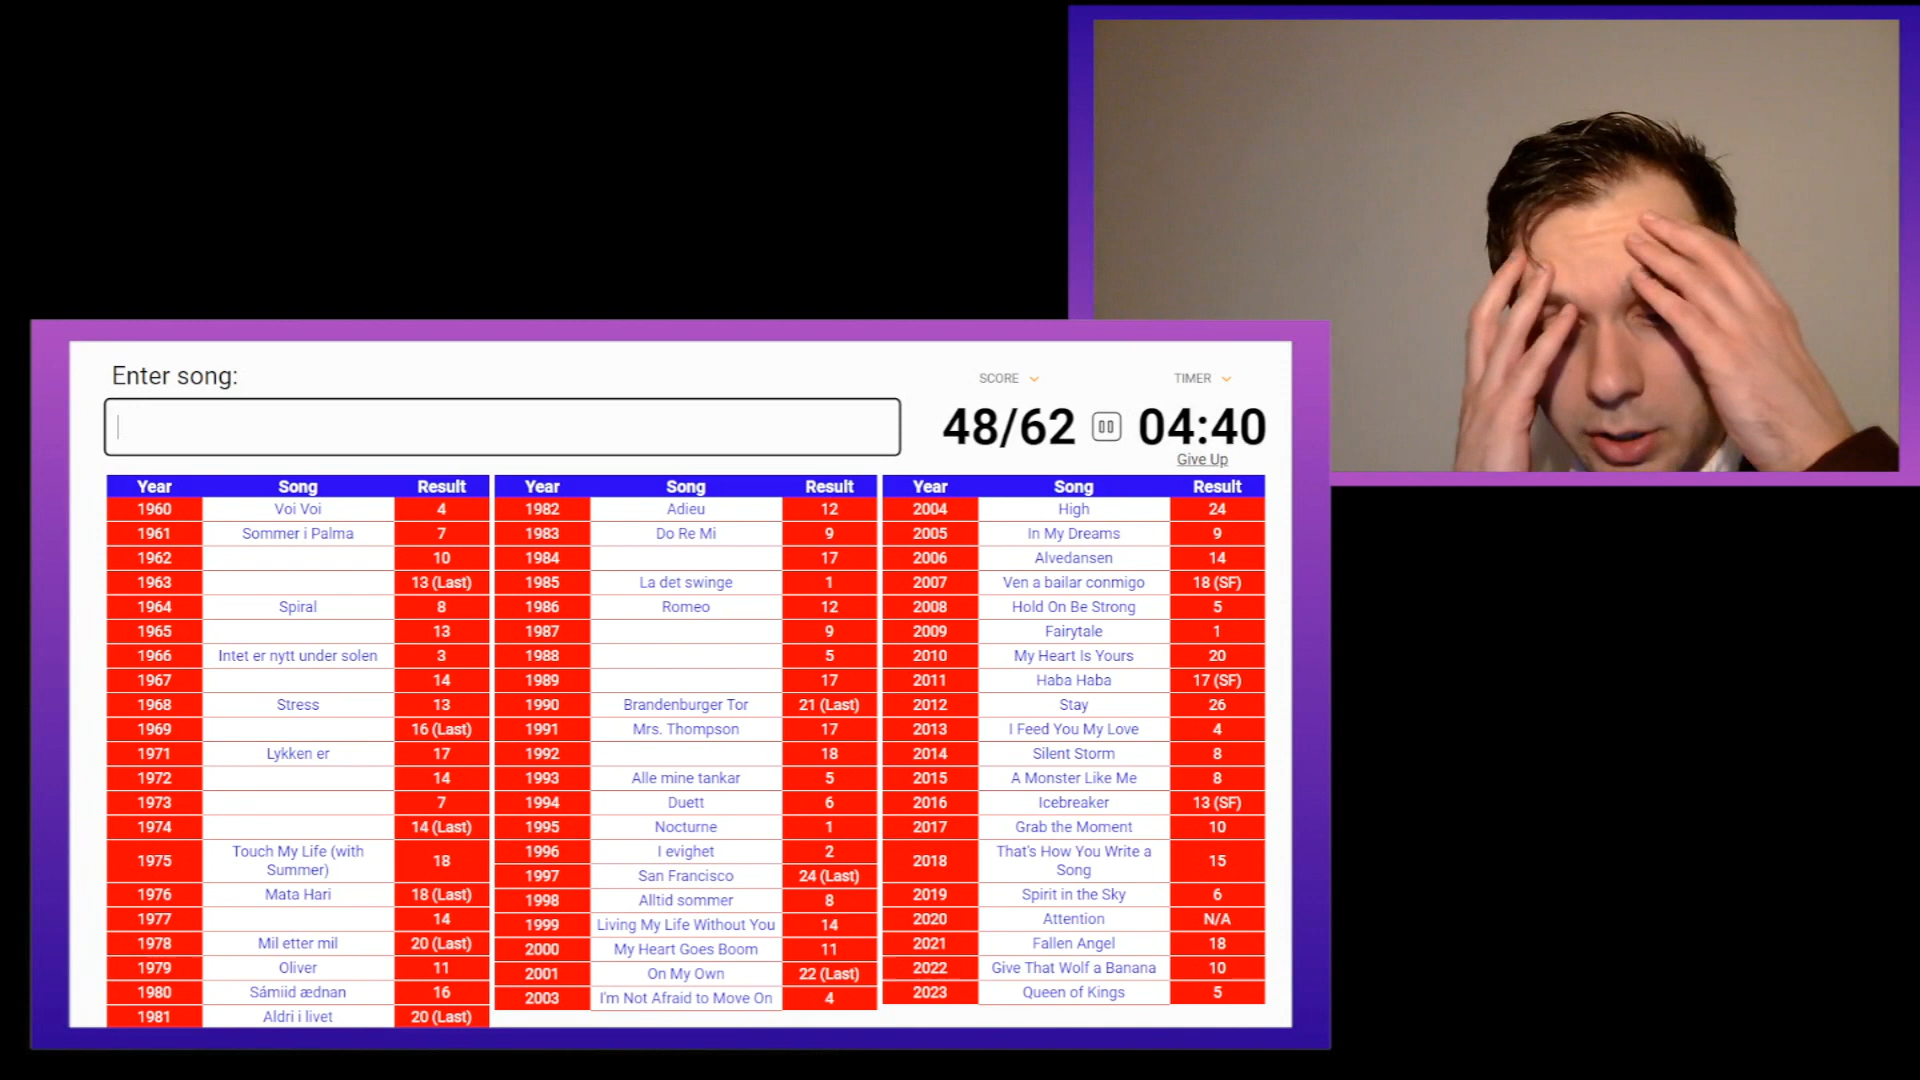 Enter song:
SCORE
TIMER
48/62
04:40
Give Up
Year Song Result
1960 Voi Voi 4
1961 Sommer i Palma 7
1962 10
1963 13 (Last)
1964 Spiral 8
1965 13
1966 Intet er nytt under solen 3
1967 14
1968 Stress 13
1969 16 (Last)
1971 Lykken er 17
1972 14
1973 7
1974 14 (Last)
1975 Touch My Life (with
Summer) 18
1976 Mata Hari 18 (Last)
1977 14
1978 Mil etter mil 20 (Last)
1979 Oliver 11
1980 Sámiid ædnan 16
1981 Aldri i livet 20 (Last)
Year Song Result
1982 Adieu 12
1983 Do Re Mi 9
1984 17
1985 La det swinge 1
1986 Romeo 12
1987 9
1988 5
1989 17
1990 Brandenburger Tor 21 (Last)
1991 Mrs. Thompson 17
1992 18
1993 Alle mine tankar 5
1994 Duett 6
1995 Nocturne 1
1996 I evighet 2
1997 San Francisco 24 (Last)
1998 Alltid sommer 8
1999 Living My Life Without You 14
2000 My Heart Goes Boom 11
2001 On My Own 22 (Last)
2003 I'm Not Afraid to Move On 4
Year Song Result
2004 High 24
2005 In My Dreams 9
2006 Alvedansen 14
2007 Ven a bailar conmigo 18 (SF)
2008 Hold On Be Strong 5
2009 Fairytale 1
2010 My Heart Is Yours 20
2011 Haba Haba 17 (SF)
2012 Stay 26
2013 I Feed You My Love 4
2014 Silent Storm 8
2015 A Monster Like Me 8
2016 Icebreaker 13 (SF)
2017 Grab the Moment 10
2018 That's How You Write a
Song 15
2019 Spirit in the Sky 6
2020 Attention N/A
2021 Fallen Angel 18
2022 Give That Wolf a Banana 10
2023 Queen of Kings 5